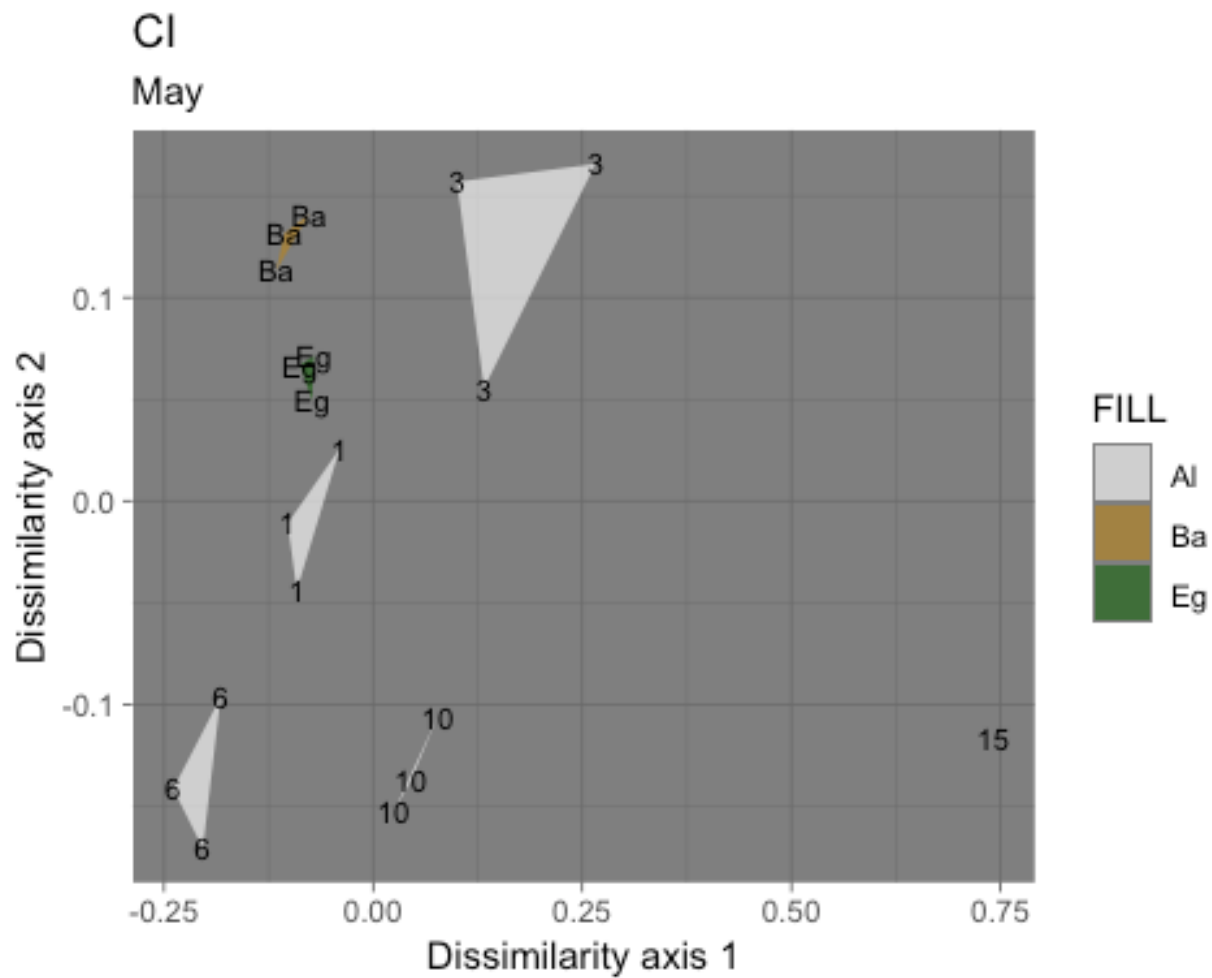 CI
May
3
3
Ba
Ba
Ba
0.1
Eg
Eg
3
Eg
FILL
1
Al
Dissimilarity axis 2
0.0
1
Ba
1
Eg
-0.1
6
10
15
10
6
10
6
-0.25 0.00 0.25 0.50 0.75
Dissimilarity axis 1